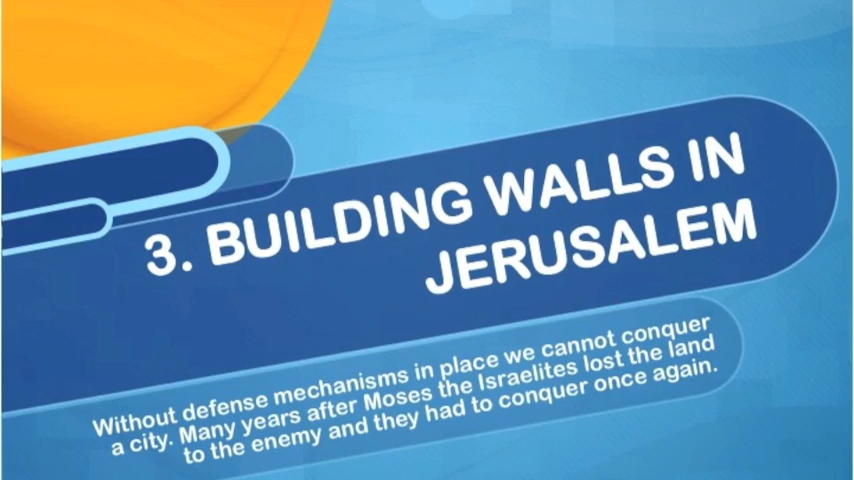 3. BUILDING WALLS IN
JERUSALEM
Without defense mechanisms in place we cannot conquer
a city. Many years after Moses the Israelites lost the land
to the enemy and they had to conquer once again.